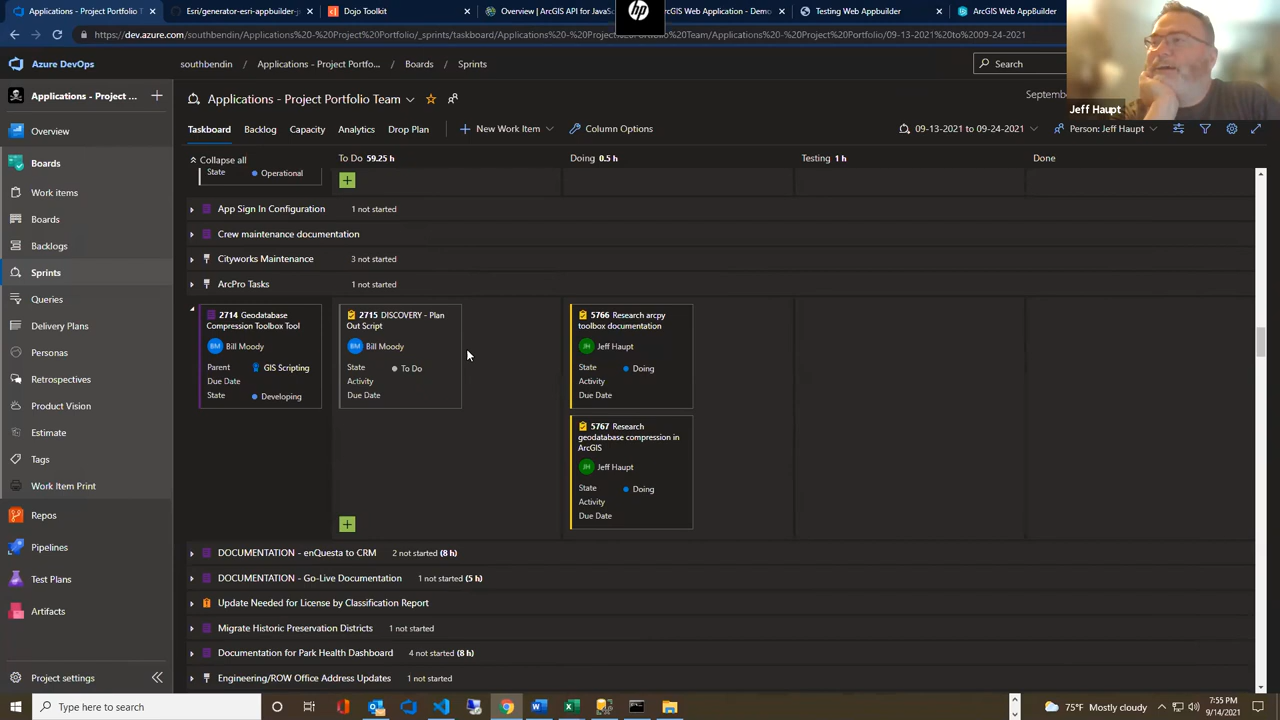 Applications - Project Portfolio
Esri/generator-esri-appbuilder-js
Dojo Toolkit
Overview | ArcGIS API for JavaSc
cGIS Web Application - Demo
Testing Web Appbuilder
ArcGIS Web AppBuilder
https://dev.azure.com/southbendin/Applications%20-%20Project%20Portfolio/_sprints/taskboard/Applications%20-%20Project%20Portfolio%20Team/Applications%20-%20Project%20Portfolio/09-13-2021%20to%2009-24-2021
Azure DevOps
southbendin / Applications - Project Portfo... / Boards / Sprints
Search
Jeff Haupt
Applications - Project ...
Overview
Boards
Work items
Boards
Backlogs
Sprints
Queries
Delivery Plans
Personas
Retrospectives
Product Vision
Estimate
Tags
Work Item Print
Repos
Pipelines
Test Plans
Artifacts
Project settings
Applications - Project Portfolio Team
Septemb
Taskboard Backlog Capacity Analytics Drop Plan
New Work Item
Column Options
09-13-2021 to 09-24-2021
Person: Jeff Haupt
Collapse all
To Do 59.25 h
Doing 0.5 h
Testing 1 h
Done
State Operational
App Sign In Configuration 1 not started
Crew maintenance documentation
Cityworks Maintenance 3 not started
ArcPro Tasks 1 not started
2714 Geodatabase
Compression Toolbox Tool
BM Bill Moody
Parent GIS Scripting
Due Date
State Developing
2715 DISCOVERY - Plan
Out Script
BM Bill Moody
State To Do
Activity
Due Date
5766 Research arcpy
toolbox documentation
JH Jeff Haupt
State Doing
Activity
Due Date
5767 Research
geodatabase compression in
ArcGIS
JH Jeff Haupt
State Doing
Activity
Due Date
DOCUMENTATION - enQuesta to CRM 2 not started (8 h)
DOCUMENTATION - Go-Live Documentation 1 not started (5 h)
Update Needed for License by Classification Report
Migrate Historic Preservation Districts 1 not started
Documentation for Park Health Dashboard 4 not started (8 h)
Engineering/ROW Office Address Updates 1 not started
Type here to search
75°F Mostly cloudy
7:55 PM
9/14/2021